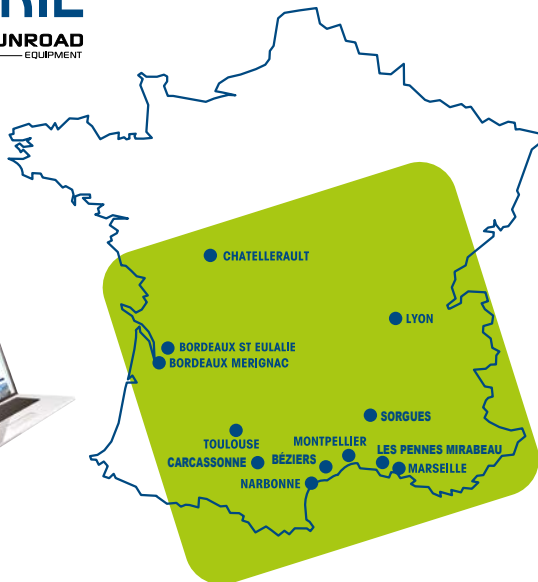 UNROAD
EQUIPMENT
CHATELLERAULT
LYON
BORDEAUX ST EULALIE
BORDEAUX MERIGNAC
SORGUES
TOULOUSE
MONTPELLIER
LES PENNES MIRABEAU
CARCASSONNE
BÉZIERS
MARSEILLE
NARBONNE